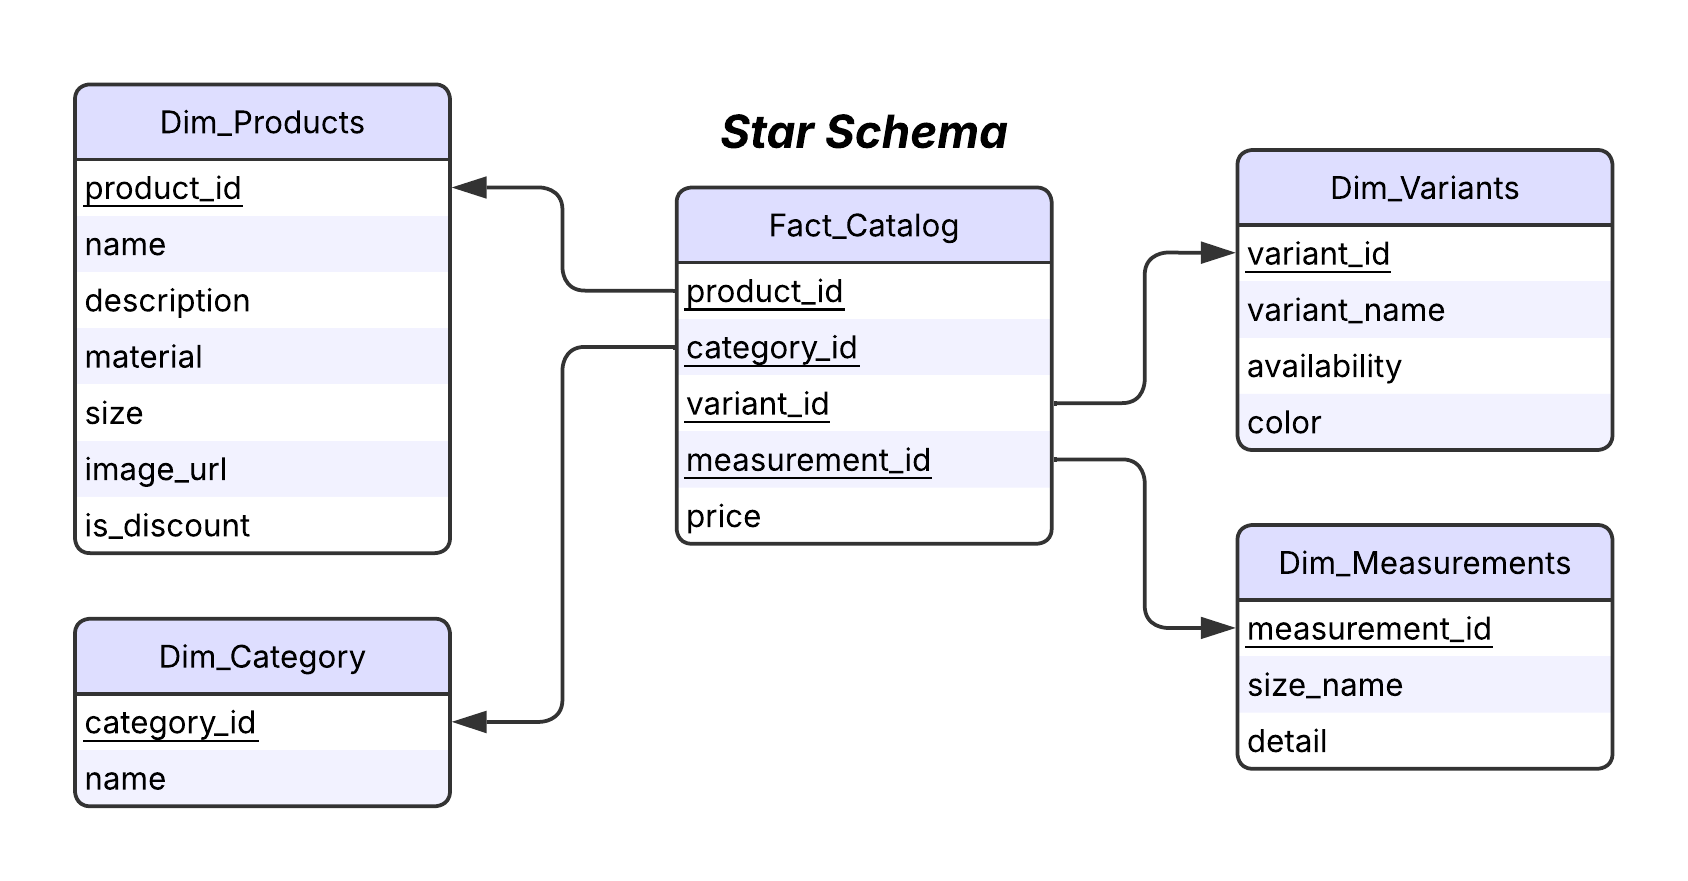 Star Schema
Dim_Products
product_id
name
description
material
size
image_url
is_discount
Dim_Category
category_id
name
Fact_Catalog
product_id
category_id
variant_id
measurement_id
price
Dim_Variants
variant_id
variant_name
availability
color
Dim_Measurements
measurement_id
size_name
detail